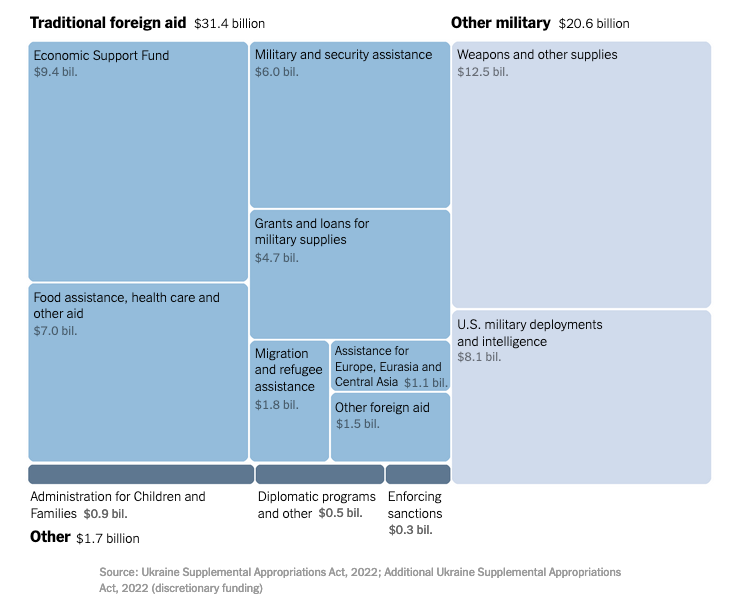 Traditional foreign aid $31.4 billion
Other military $20.6 billion
Economic Support Fund
$9.4 bil.
Military and security assistance
$6.0 bil.
Weapons and other supplies
$12.5 bil.
Grants and loans for
military supplies
$4.7 bil.
Food assistance, health care and
other aid
$7.0 bil.
U.S. military deployments
and intelligence
$8.1 bil.
Migration
and refugee
assistance
$1.8 bil.
Assistance for
Europe, Eurasia and
Central Asia $1.1 bil.
Other foreign aid
$1.5 bil.
Administration for Children and
Families $0.9 bil.
Diplomatic programs
and other $0.5 bil.
Enforcing
sanctions
$0.3 bil.
Other $1.7 billion
Source: Ukraine Supplemental Appropriations Act, 2022; Additional Ukraine Supplemental Appropriations
Act, 2022 (discretionary funding)